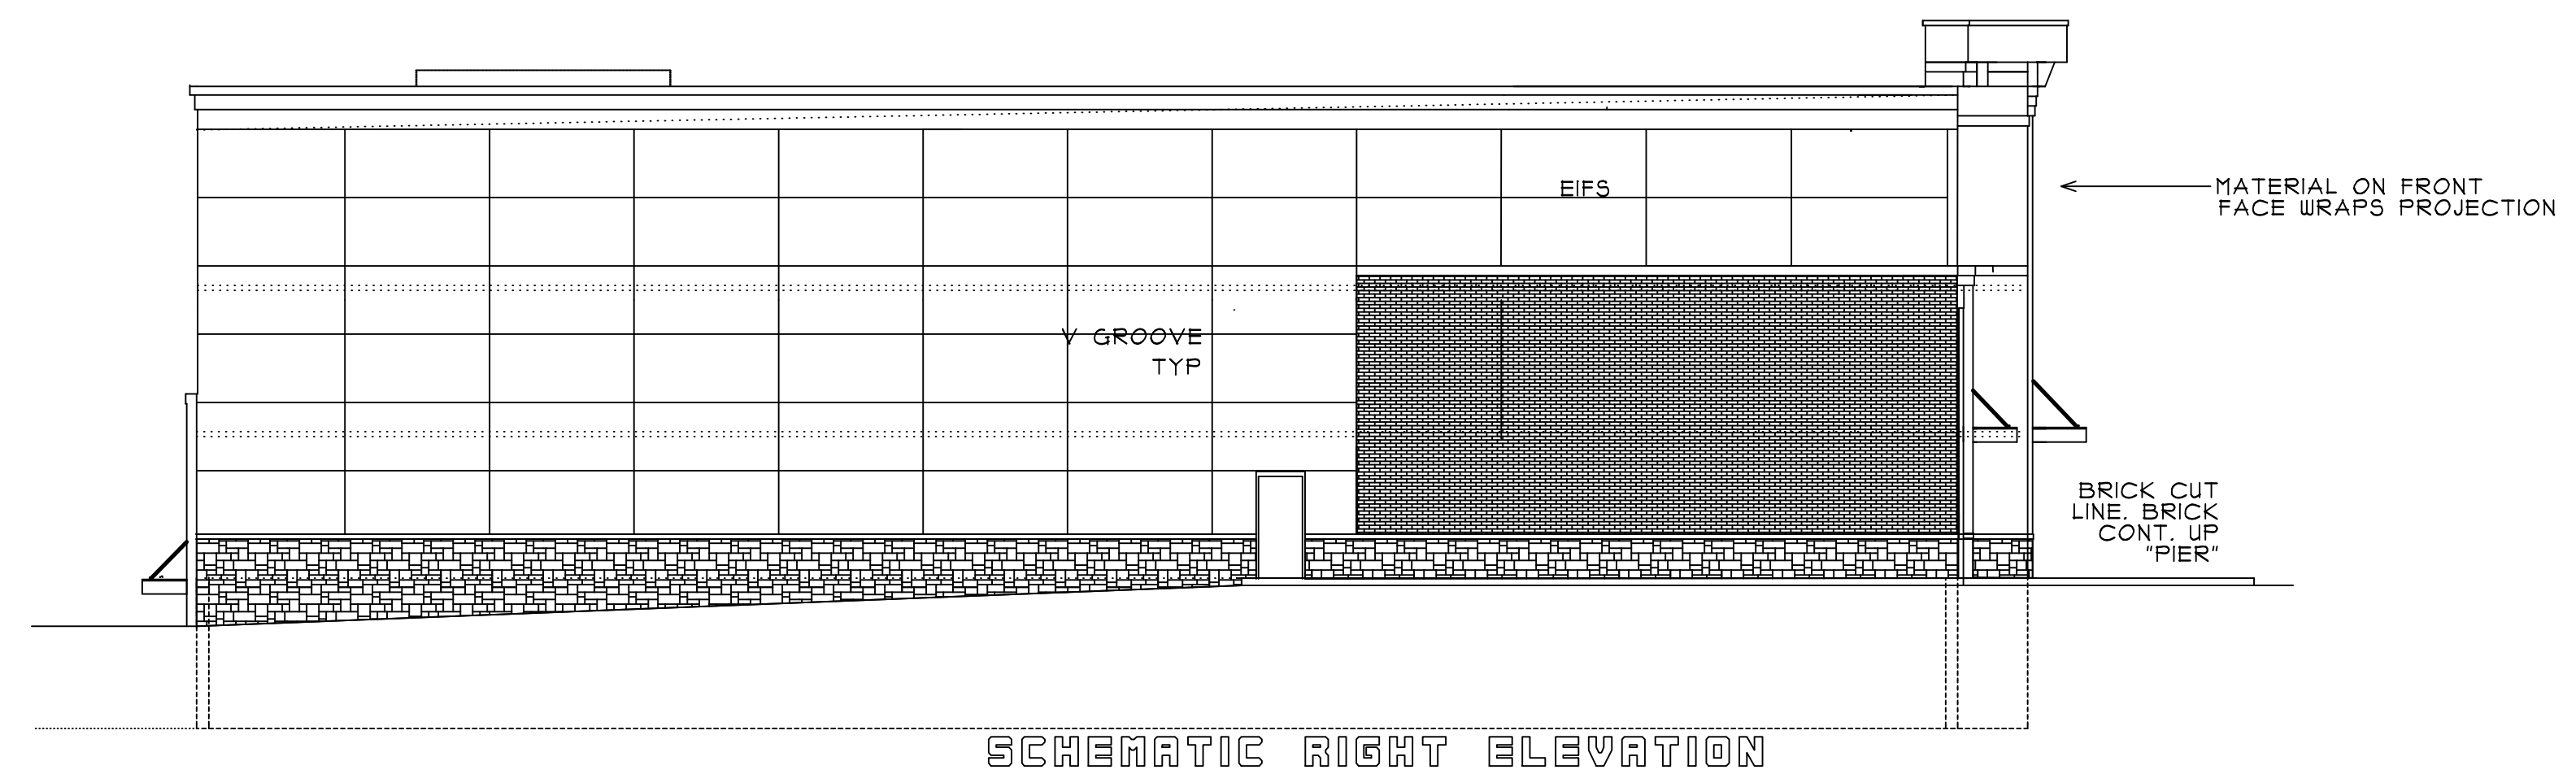 EIFS
MATERIAL ON FRONT
FACE WRAPS PROJECTION
V GROOVE
TYP
BRICK CUT
LINE. BRICK
CONT. UP
"PIER"
SCHEMATIC RIGHT ELEVATION